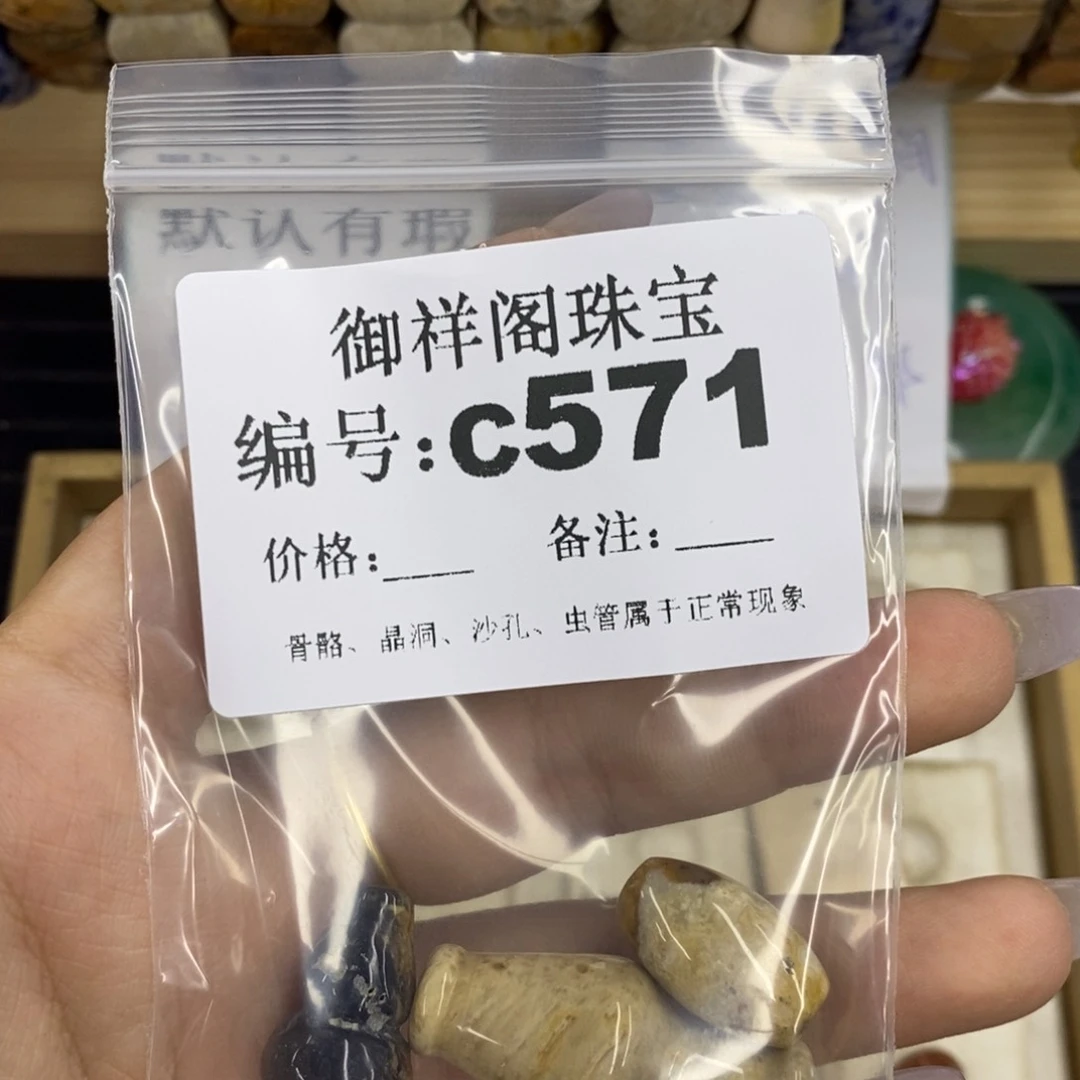 默认有瑕
御祥阁珠宝
编号:c571
价格:___ 备注:____
骨骼、晶洞、沙孔、虫管属于正常现象